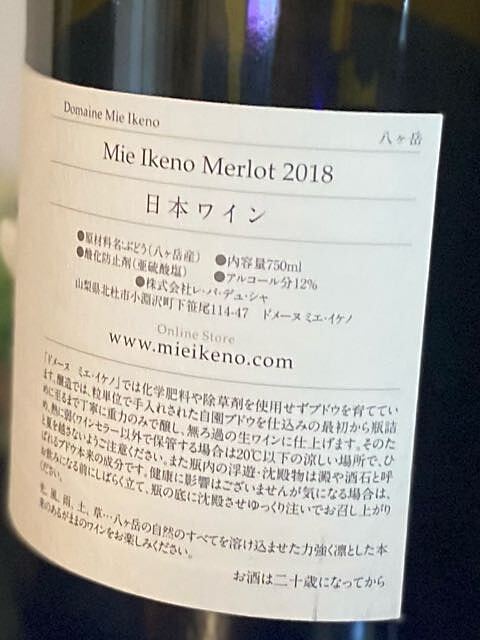 Domaine Mie Ikeno
八ヶ岳
Mie Ikeno Merlot 2018
日本ワイン
●原材料名:ぶどう(八ヶ岳産) ●内容量750ml
●酸化防止剤(亜硫酸塩) ●アルコール分12%
●株式会社レ・パ・デュ・シャ
山梨県北杜市小淵沢町下笹尾114-47 ドメーヌ ミエ・イケノ
Online Store
www.mieikeno.com
「ドメーヌ ミエ・イケノ」では化学肥料や除草剤を使用せずブドウを育ててい
ます。醸造では、粒単位で手入れされた自園ブドウを仕込みの最初から瓶詰
めに至るまで丁寧に重力のみで醸し、無ろ過の生ワインに仕上げます。そのた
め、熱に弱くワインセラー以外で保管する場合は20℃以下の涼しい場所で、ひ
と夏を越さないようご注意ください。また瓶内の浮遊・沈殿物は澱や酒石と呼
ばれるブドウ本来の成分です。健康に影響はございませんが気になる場合は、
お飲みになる前にしばらく立て、瓶の底に沈殿させゆっくり注いでお召し上がり
ください。
光、風、雨、土、草…八ヶ岳の自然のすべてを溶け込ませた力強く凛とした本
来のあるがままのワインをお楽しみください。
お酒は二十歳になってから